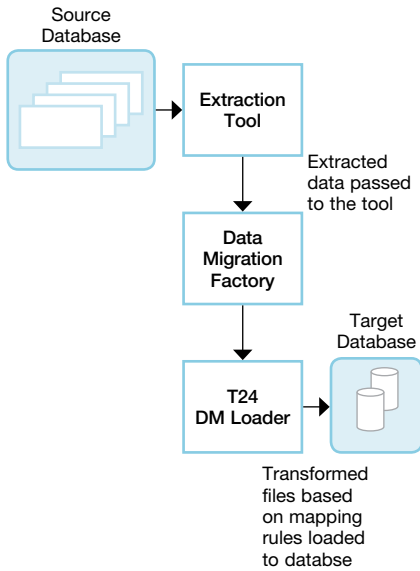 Source
Database
Extraction
Tool
Extracted
data passed
to the tool
Data
Migration
Factory
Target
Database
T24
DM Loader
Transformed
files based
on mapping
rules loaded
to databse